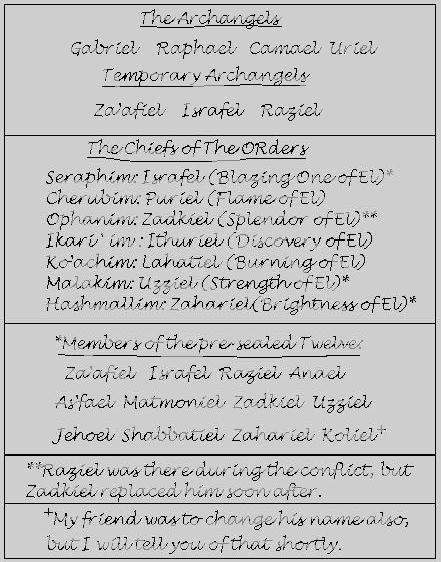 The Archangels
Gabriel Raphael Camael Uriel
Temporary Archangels
Za'afiel Israfel Raziel
The Chiefs of The ORders
Seraphim: Israfel (Blazing One of El)*
Cherubim: Puriel (Flame of El)
Ophanim: Zadkiel (Splendor of El)**
Ikari`im: Ithuriel (Discovery of El)
Ko'achim: Lahatiel (Burning of El)
Malakim: Uzziel (Strength of El)*
Hashmallim: Zahariel(Brightness of El)*
*Members of the pre-sealed Twelve:
Za'afiel Israfel Raziel Anael
As'fael Matmoniel Zadkiel Uzziel
Jehoel Shabbatiel Zahariel Koliel+
**Raziel was there during the conflict, but
Zadkiel replaced him soon after.
+My friend was to change his name also,
but I will tell you of that shortly.